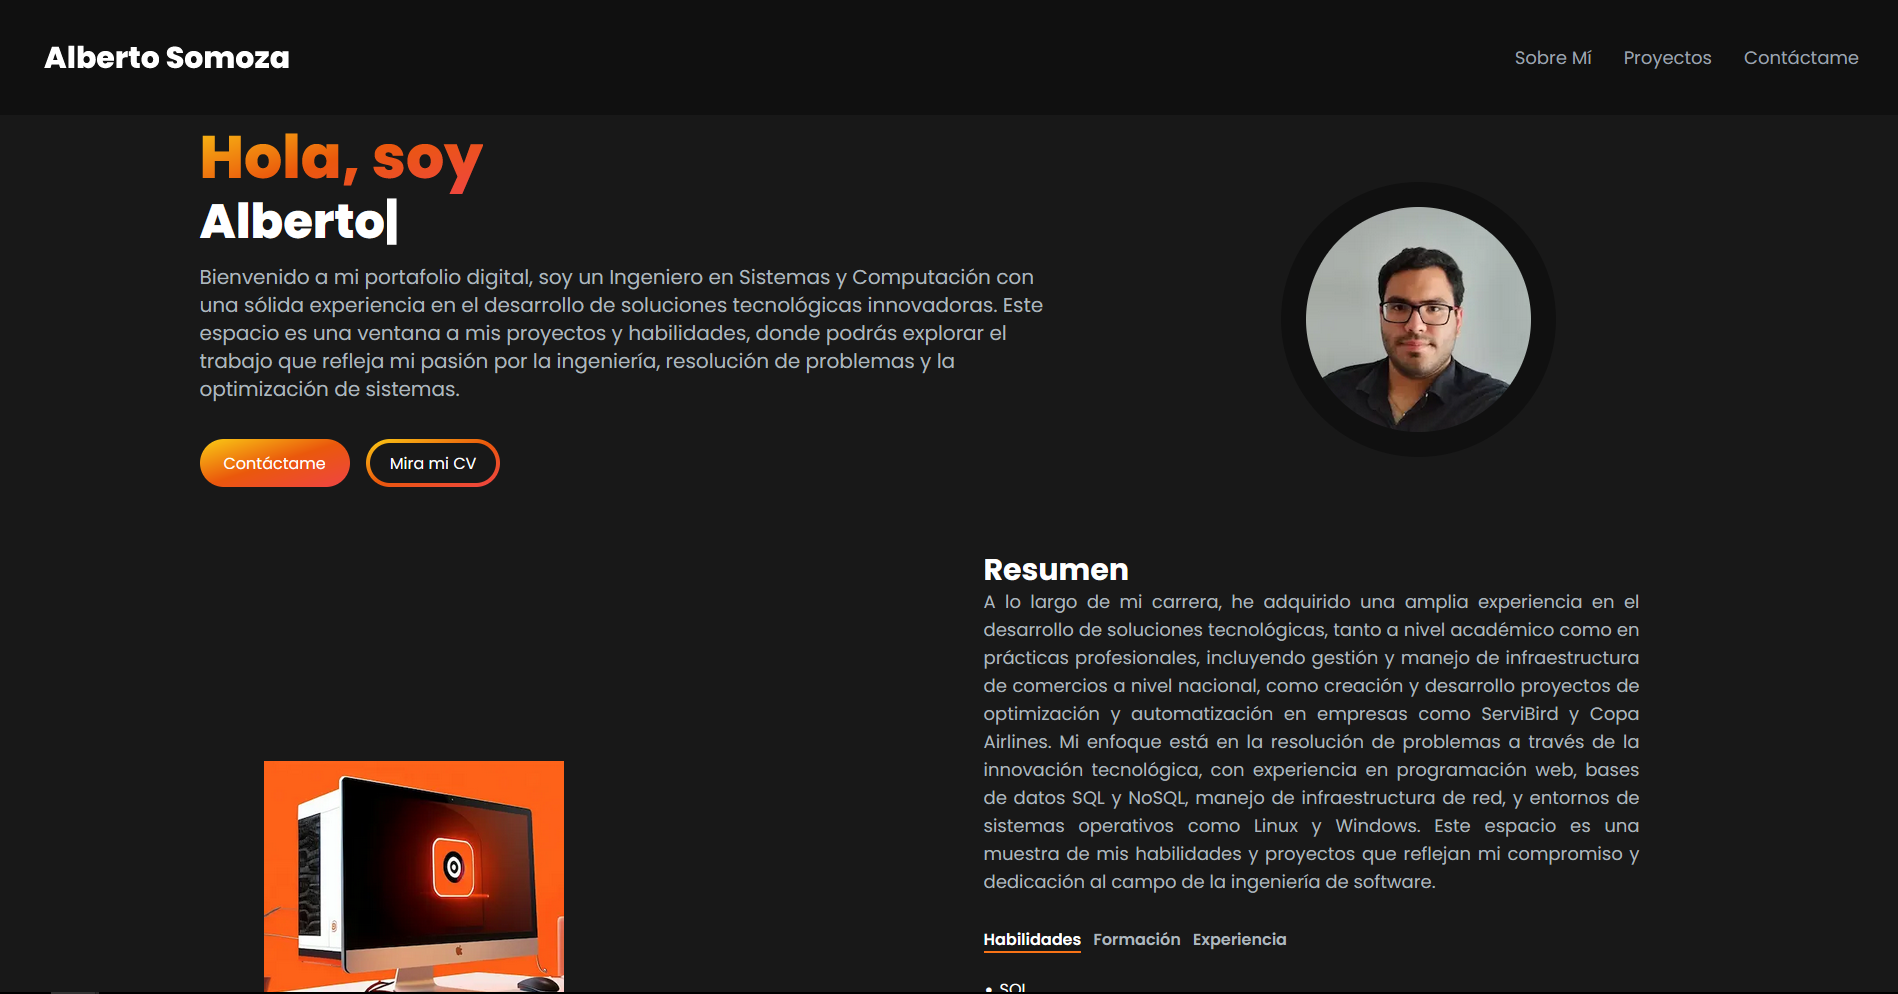 Alberto Somoza
Sobre Mí
Proyectos
Contáctame
Hola, soy
Alberto|
Bienvenido a mi portafolio digital, soy un Ingeniero en Sistemas y Computación con
una sólida experiencia en el desarrollo de soluciones tecnológicas innovadoras. Este
espacio es una ventana a mis proyectos y habilidades, donde podrás explorar el
trabajo que refleja mi pasión por la ingeniería, resolución de problemas y la
optimización de sistemas.
Contáctame
Mira mi CV
Resumen
A lo largo de mi carrera, he adquirido una amplia experiencia en el
desarrollo de soluciones tecnológicas, tanto a nivel académico como en
prácticas profesionales, incluyendo gestión y manejo de infraestructura
de comercios a nivel nacional, como creación y desarrollo proyectos de
optimización y automatización en empresas como ServiBird y Copa
Airlines. Mi enfoque está en la resolución de problemas a través de la
innovación tecnológica, con experiencia en programación web, bases
de datos SQL y NoSQL, manejo de infraestructura de red, y entornos de
sistemas operativos como Linux y Windows. Este espacio es una
muestra de mis habilidades y proyectos que reflejan mi compromiso y
dedicación al campo de la ingeniería de software.
Habilidades
Formación
Experiencia
• SQL